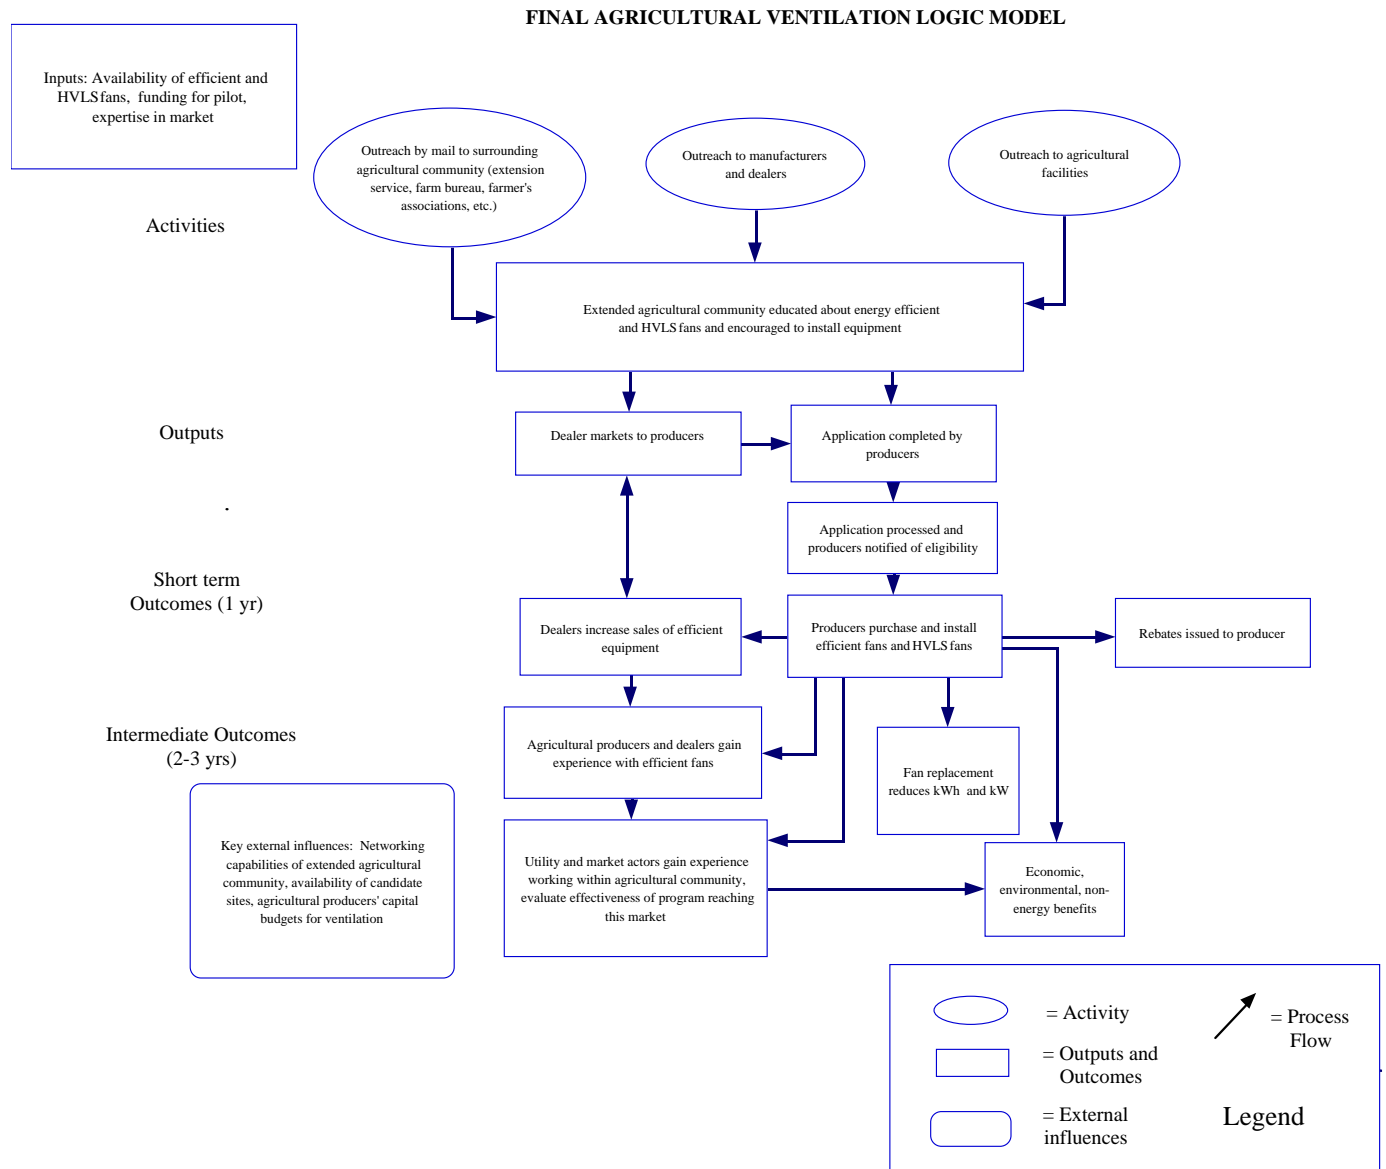 FINAL AGRICULTURAL VENTILATION LOGIC MODEL
Inputs: Availability of efficient and
HVLS fans, funding for pilot,
expertise in market
Outreach by mail to surrounding
agricultural community (extension
service, farm bureau, farmer's
associations, etc.)
Outreach to manufacturers
and dealers
Outreach to agricultural
facilities
Activities
Extended agricultural community educated about energy efficient
and HVLS fans and encouraged to install equipment
Outputs
Dealer markets to producers
Application completed by
producers
.
Application processed and
producers notified of eligibility
Short term
Outcomes (1 yr)
Dealers increase sales of efficient
equipment
Producers purchase and install
efficient fans and HVLS fans
Rebates issued to producer
Intermediate Outcomes
(2-3 yrs)
Agricultural producers and dealers gain
experience with efficient fans
Fan replacement
reduces kWh and kW
Key external influences: Networking
capabilities of extended agricultural
community, availability of candidate
sites, agricultural producers' capital
budgets for ventilation
Utility and market actors gain experience
working within agricultural community,
evaluate effectiveness of program reaching
this market
Economic,
environmental, non-
energy benefits
= Activity
= Process
Flow
= Outputs and
Outcomes
= External
influences
Legend